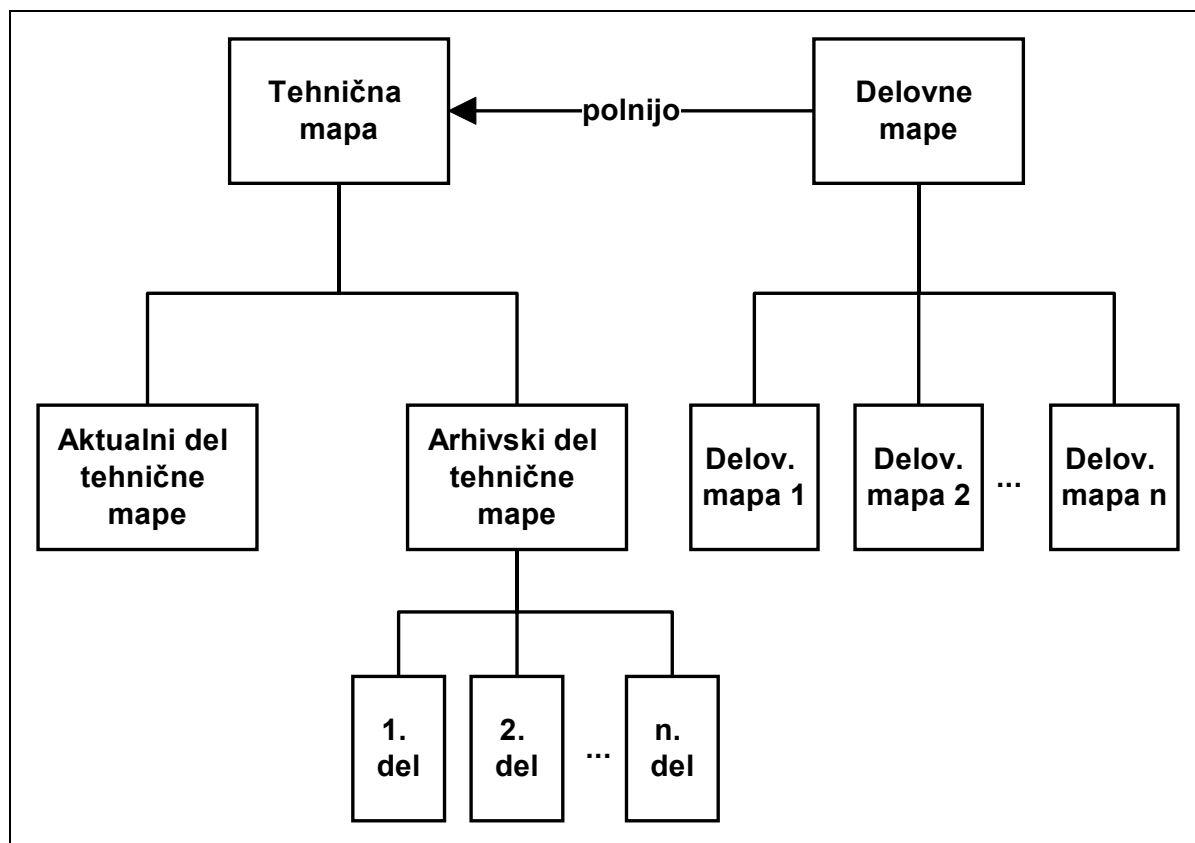 Tehnična
mapa
polnijo
Delovne
mape
Aktualni del
tehnične
mape
Arhivski del
tehnične
mape
Delov.
mapa 1
Delov.
mapa 2
...
Delov.
mapa n
1.
del
2.
del
...
n.
del